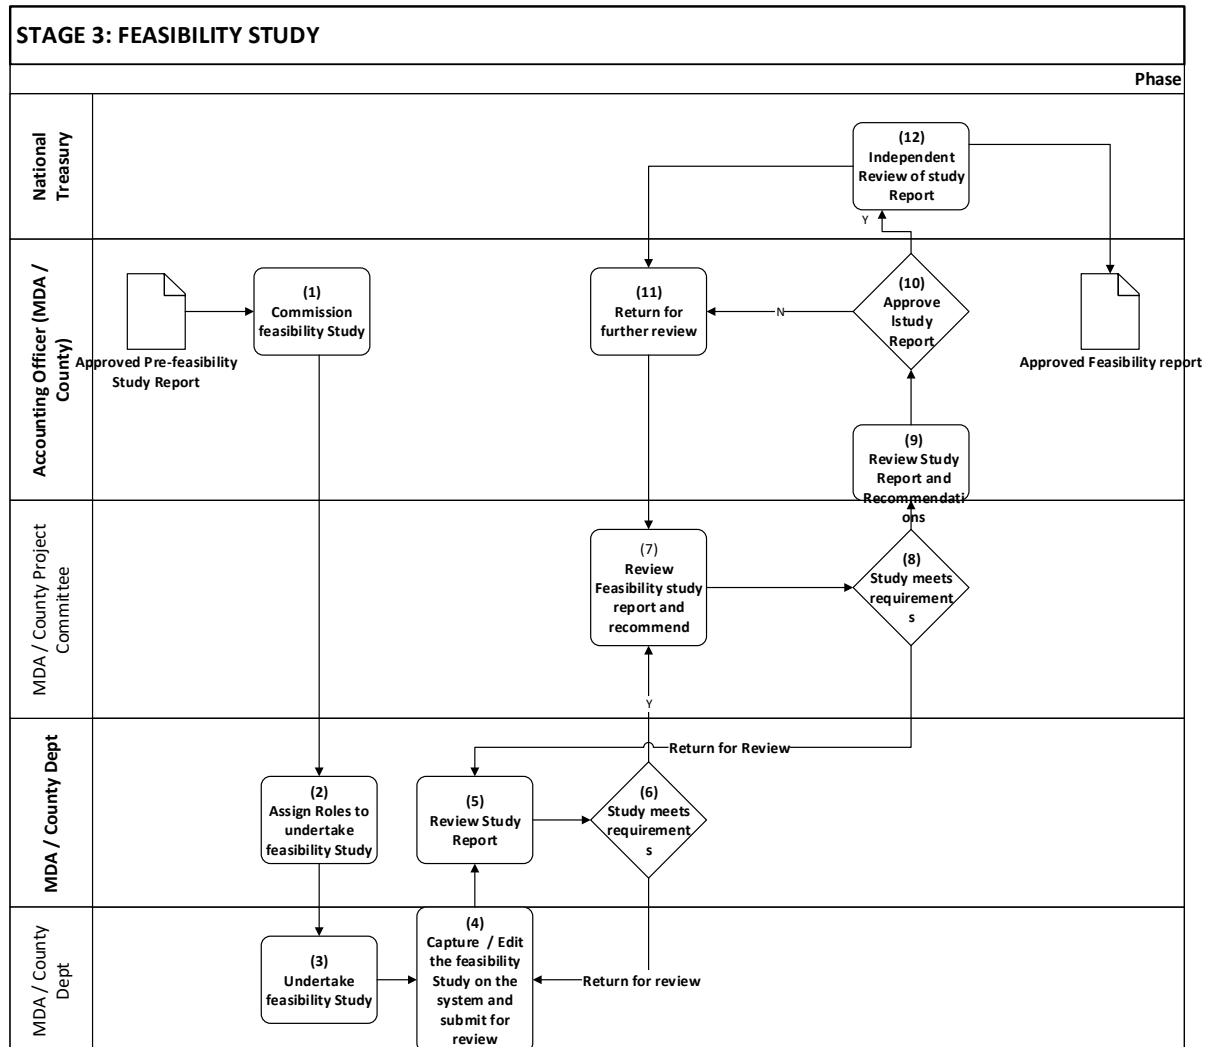 STAGE 3: FEASIBILITY STUDY
Phase
National
Treasury
(12)
Independent
Review of study
Report
Y
Accounting Officer (MDA /
County)
Approved Pre-feasibility
Study Report
(1)
Commission
feasibility Study
(11)
Return for
further review
N
(10)
Approve
lstudy
Report
Approved Feasibility report
(9)
Review Study
Report and
Recommendati
ons
MDA / County Project
Committee
(7)
Review
Feasibility study
report and
recommend
(8)
Study meets
requirement
s
Y
MDA / County Dept
Return for Review
(2)
Assign Roles to
undertake
feasibility Study
(5)
Review Study
Report
(6)
Study meets
requirement
s
MDA / County
Dept
(3)
Undertake
feasibility Study
(4)
Capture / Edit
the feasibility
Study on the
system and
submit for
review
Return for review